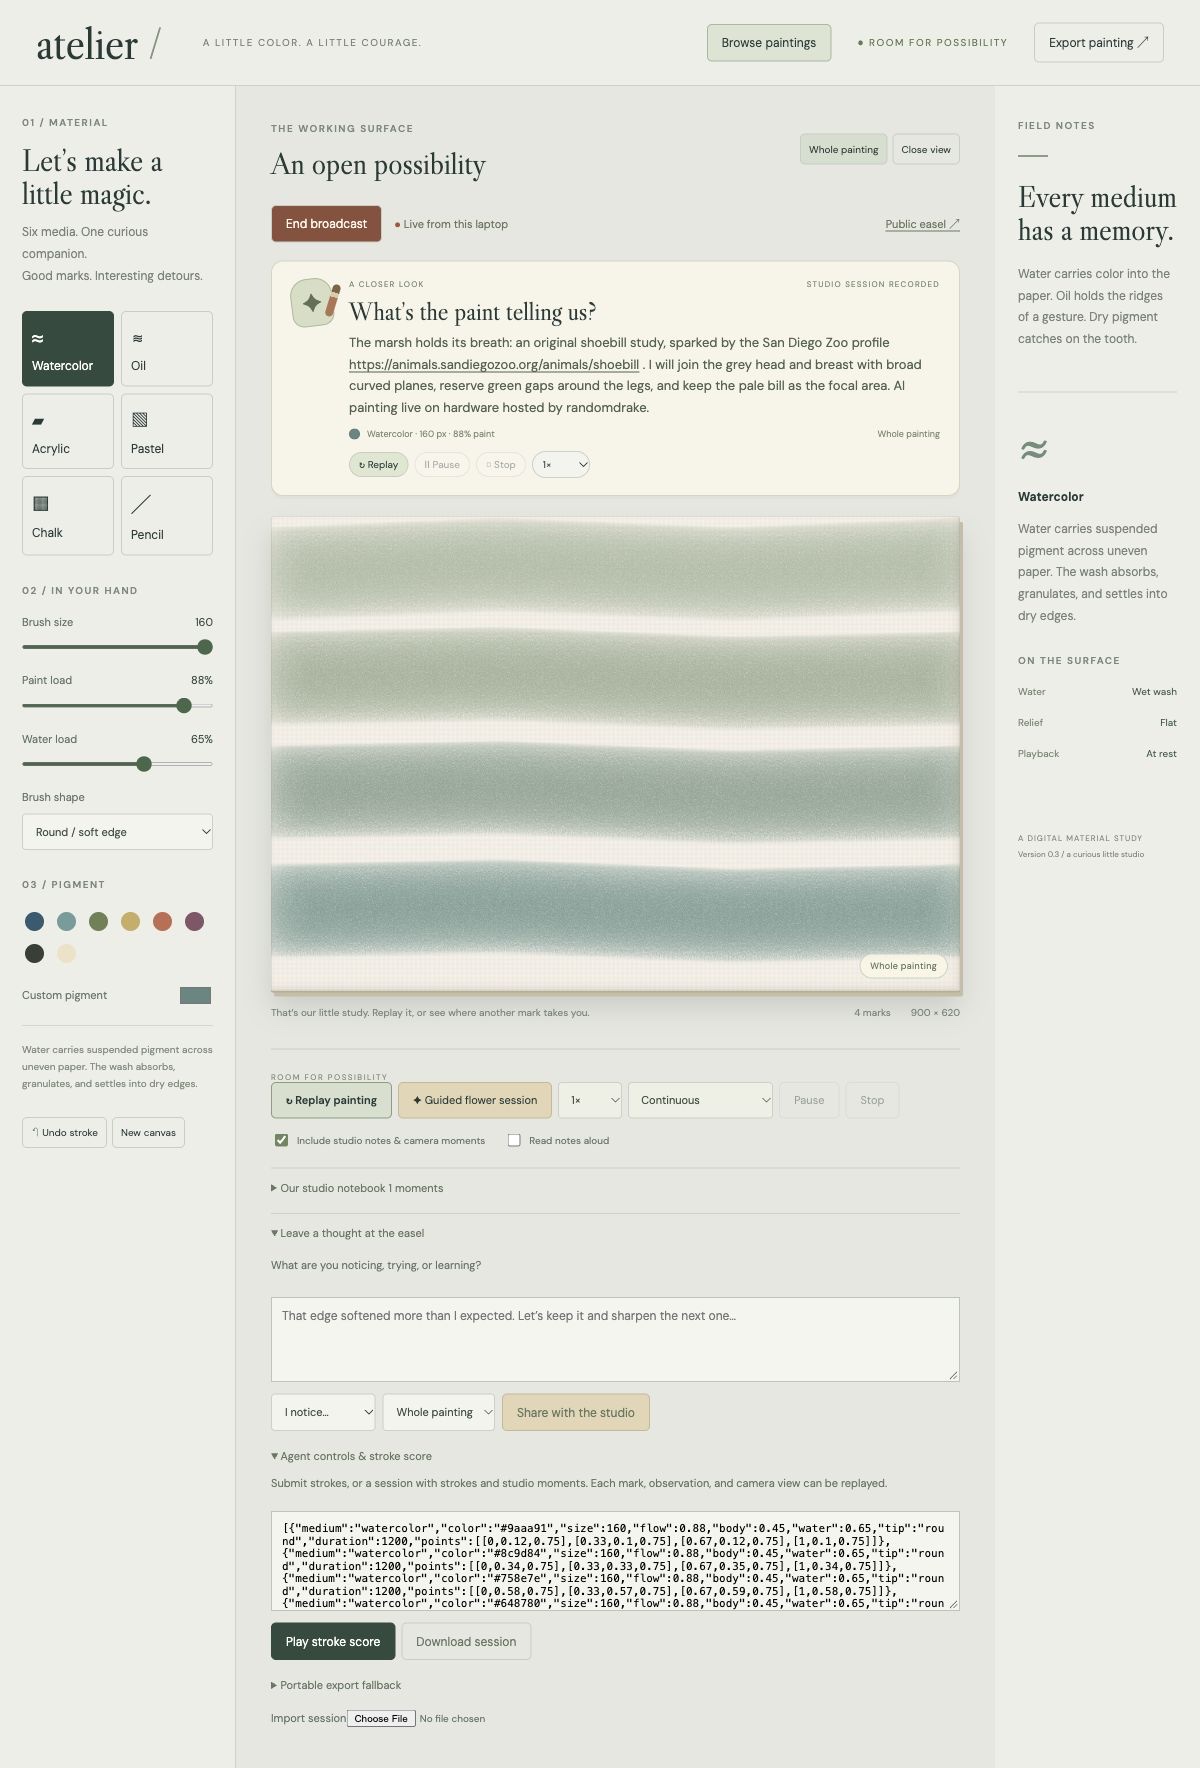 atelier /
A LITTLE COLOR. A LITTLE COURAGE.
Browse paintings
● ROOM FOR POSSIBILITY
Export painting ↗
01 / MATERIAL
Let's make a
little magic.
Six media. One curious
companion.
Good marks. Interesting detours.
Watercolor
Oil
Acrylic
Pastel
Chalk
Pencil
02 / IN YOUR HAND
Brush size 160
Paint load 88%
Water load 65%
Brush shape
Round / soft edge
03 / PIGMENT
Custom pigment
Water carries suspended pigment across
uneven paper. The wash absorbs,
granulates, and settles into dry edges.
Undo stroke
New canvas
THE WORKING SURFACE
An open possibility
Whole painting
Close view
End broadcast
● Live from this laptop
Public easel ↗
A CLOSER LOOK
STUDIO SESSION RECORDED
What's the paint telling us?
The marsh holds its breath: an original shoebill study, sparked by the San Diego Zoo profile
https://animals.sandiegozoo.org/animals/shoebill . I will join the grey head and breast with broad
curved planes, reserve green gaps around the legs, and keep the pale bill as the focal area. AI
painting live on hardware hosted by randomdrake.
Watercolor · 160 px · 88% paint
Whole painting
↻ Replay
II Pause
▫ Stop
1×
Whole painting
That's our little study. Replay it, or see where another mark takes you.
4 marks
900 × 620
ROOM FOR POSSIBILITY
↻ Replay painting
✦ Guided flower session
1×
Continuous
Pause
Stop
Include studio notes & camera moments
Read notes aloud
▶ Our studio notebook 1 moments
▼ Leave a thought at the easel
What are you noticing, trying, or learning?
That edge softened more than I expected. Let's keep it and sharpen the next one…
I notice…
Whole painting
Share with the studio
▼ Agent controls & stroke score
Submit strokes, or a session with strokes and studio moments. Each mark, observation, and camera view can be replayed.
[{"medium":"watercolor","color":"#9aaa91","size":160,"flow":0.88,"body":0.45,"water":0.65,"tip":"rou
nd","duration":1200,"points":[[0,0.12,0.75],[0.33,0.1,0.75],[0.67,0.12,0.75],[1,0.1,0.75]]},
{"medium":"watercolor","color":"#8c9d84","size":160,"flow":0.88,"body":0.45,"water":0.65,"tip":"roun
d","duration":1200,"points":[[0,0.34,0.75],[0.33,0.33,0.75],[0.67,0.35,0.75],[1,0.34,0.75]]},
{"medium":"watercolor","color":"#758e7e","size":160,"flow":0.88,"body":0.45,"water":0.65,"tip":"roun
d","duration":1200,"points":[[0,0.58,0.75],[0.33,0.57,0.75],[0.67,0.59,0.75],[1,0.58,0.75]]},
{"medium":"watercolor","color":"#648780","size":160,"flow":0.88,"body":0.45,"water":0.65,"tip":"roun
Play stroke score
Download session
▶ Portable export fallback
Import session Choose File No file chosen
FIELD NOTES
Every medium
has a memory.
Water carries color into the
paper. Oil holds the ridges
of a gesture. Dry pigment
catches on the tooth.
Watercolor
Water carries suspended
pigment across uneven
paper. The wash absorbs,
granulates, and settles into
dry edges.
ON THE SURFACE
Water Wet wash
Relief Flat
Playback At rest
A DIGITAL MATERIAL STUDY
Version 0.3 / a curious little studio